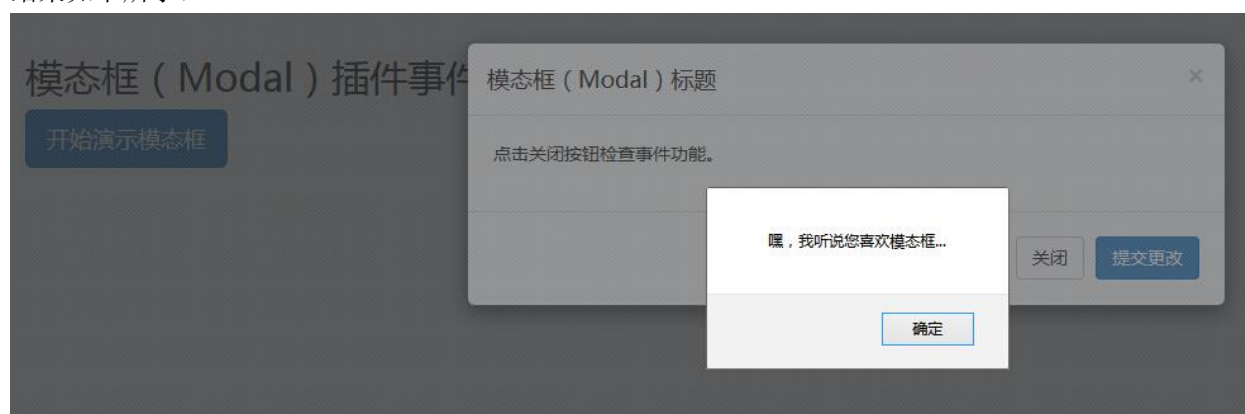 模态框（Modal）插件事件
开始演示模态框
模态框（Modal）标题
×
点击关闭按钮检查事件功能。
嘿，我听说您喜欢模态框...
确定
关闭
提交更改